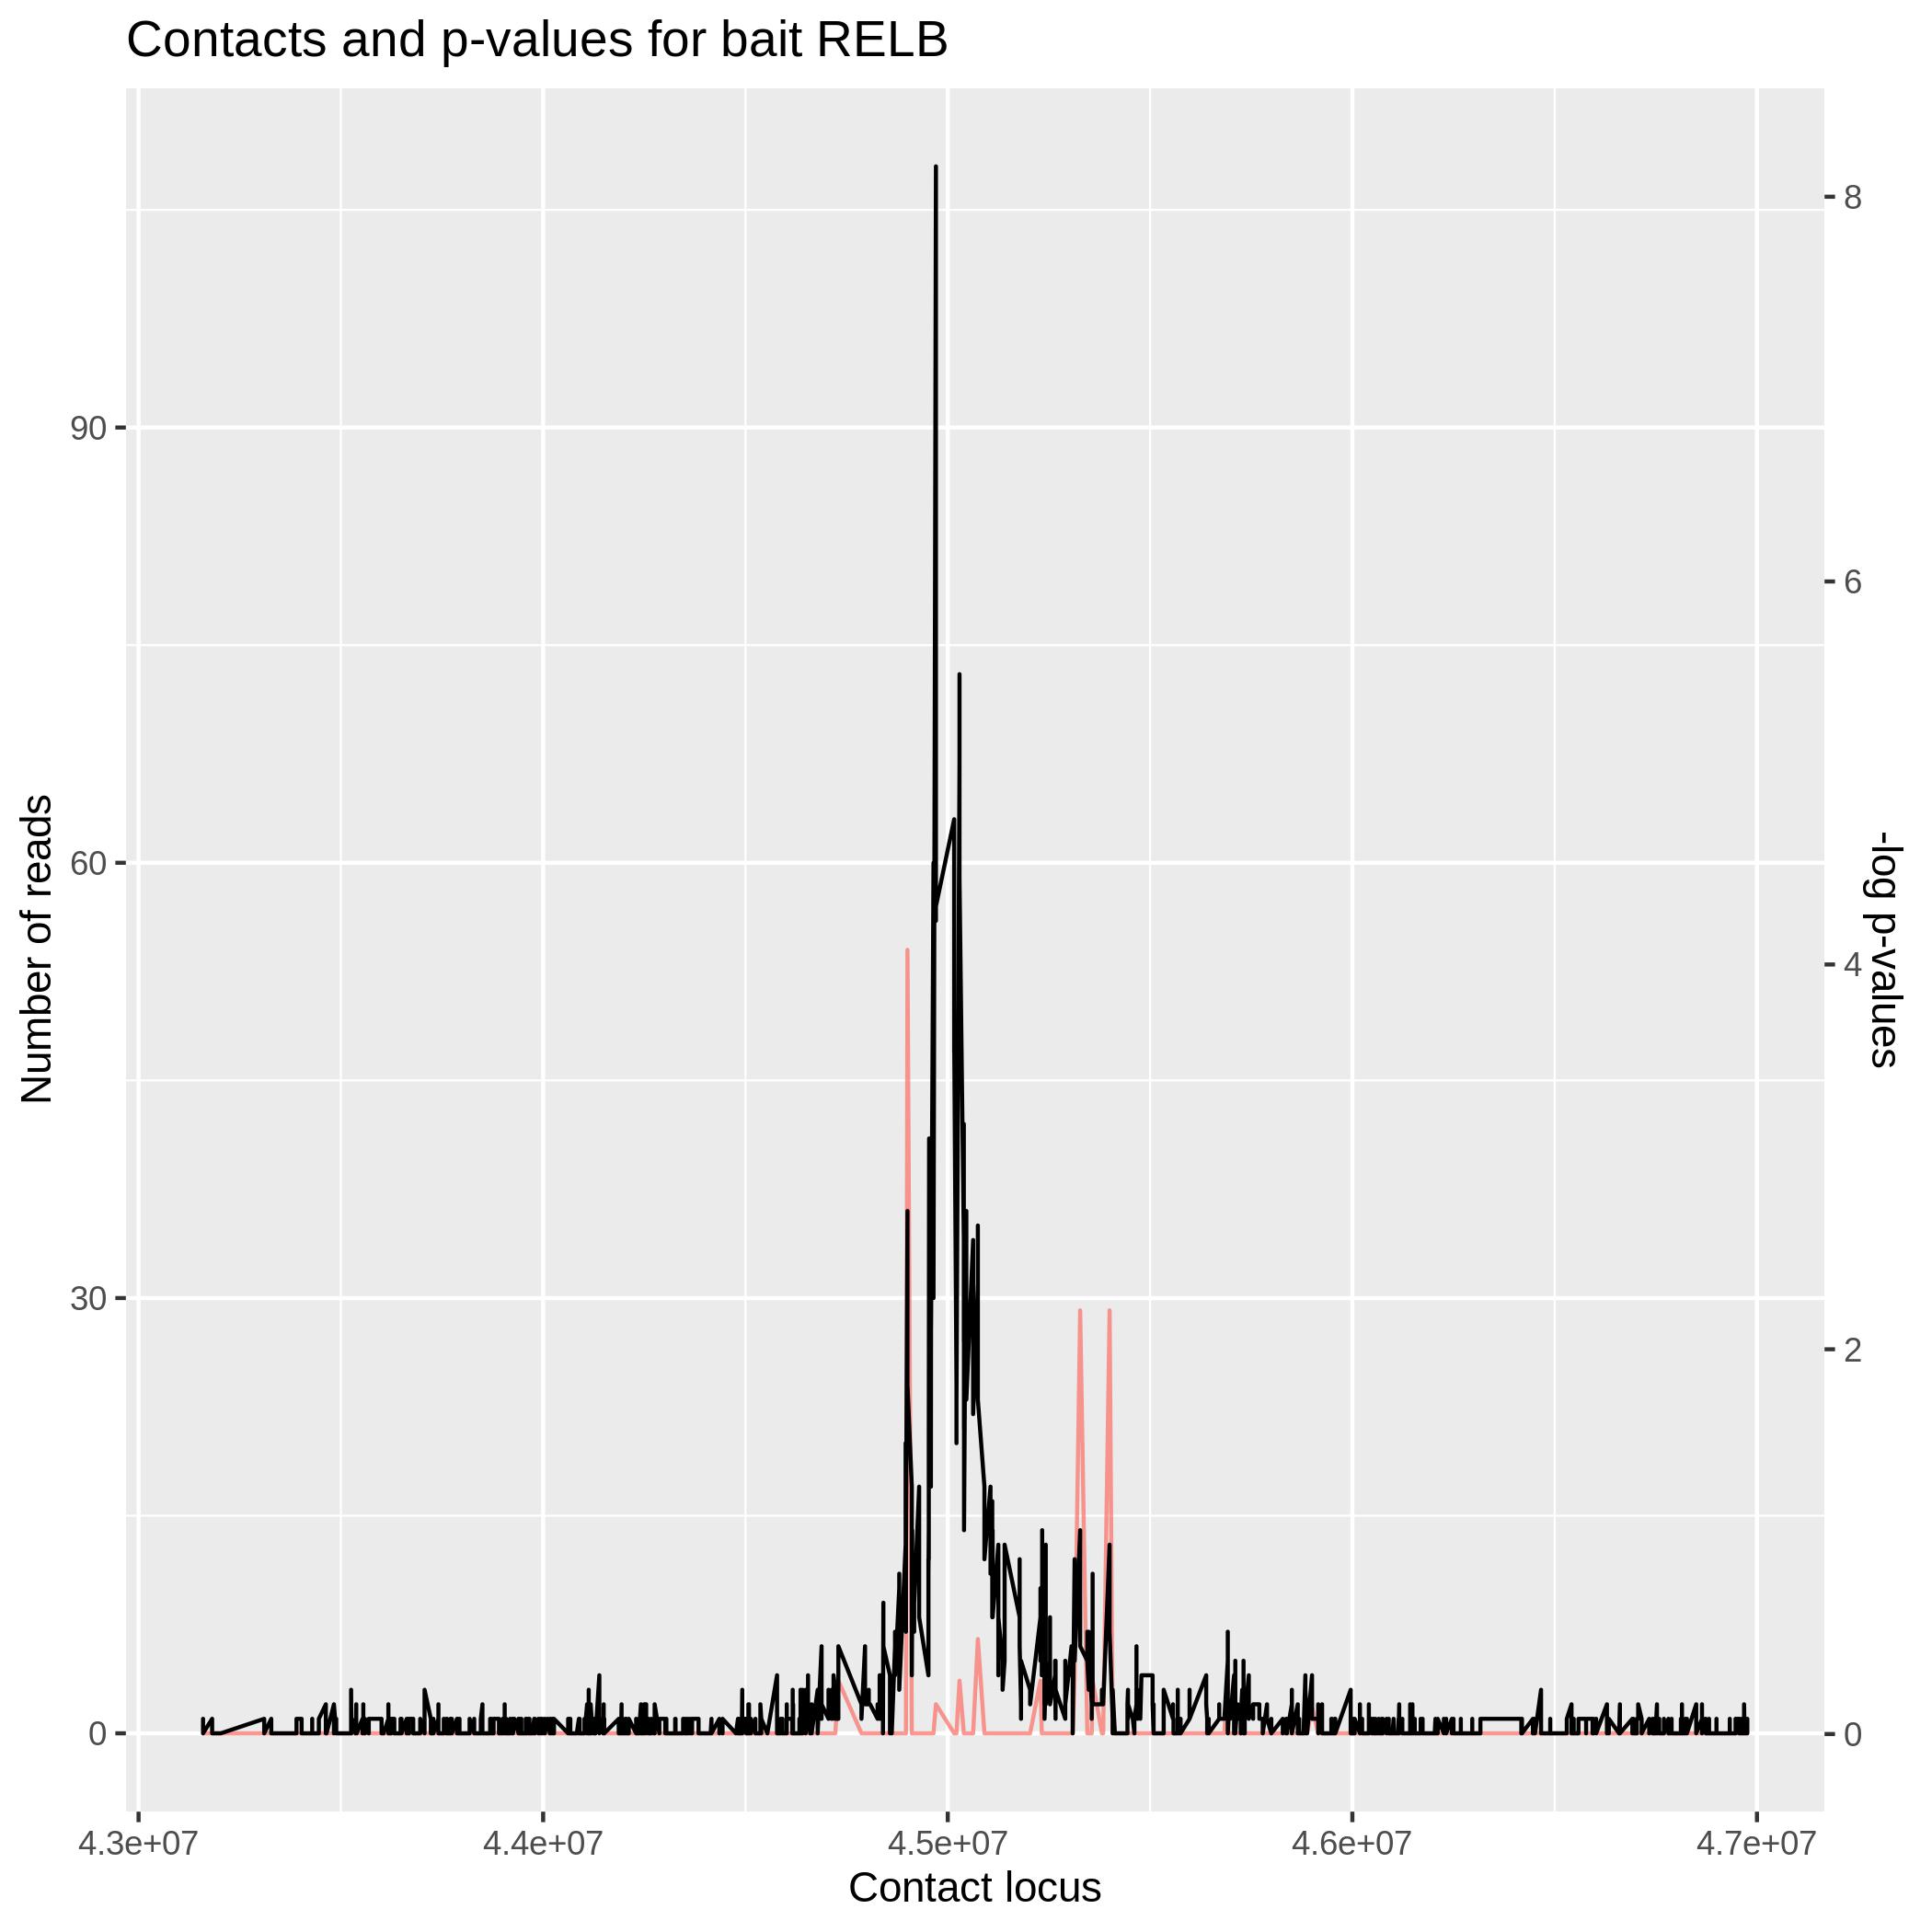 Contacts and p-values for bait RELB
8
90
6
60
4
30
2
0
0
Number of reads
-log p-values
4.3e+07 4.4e+07 4.5e+07 4.6e+07 4.7e+07
Contact locus